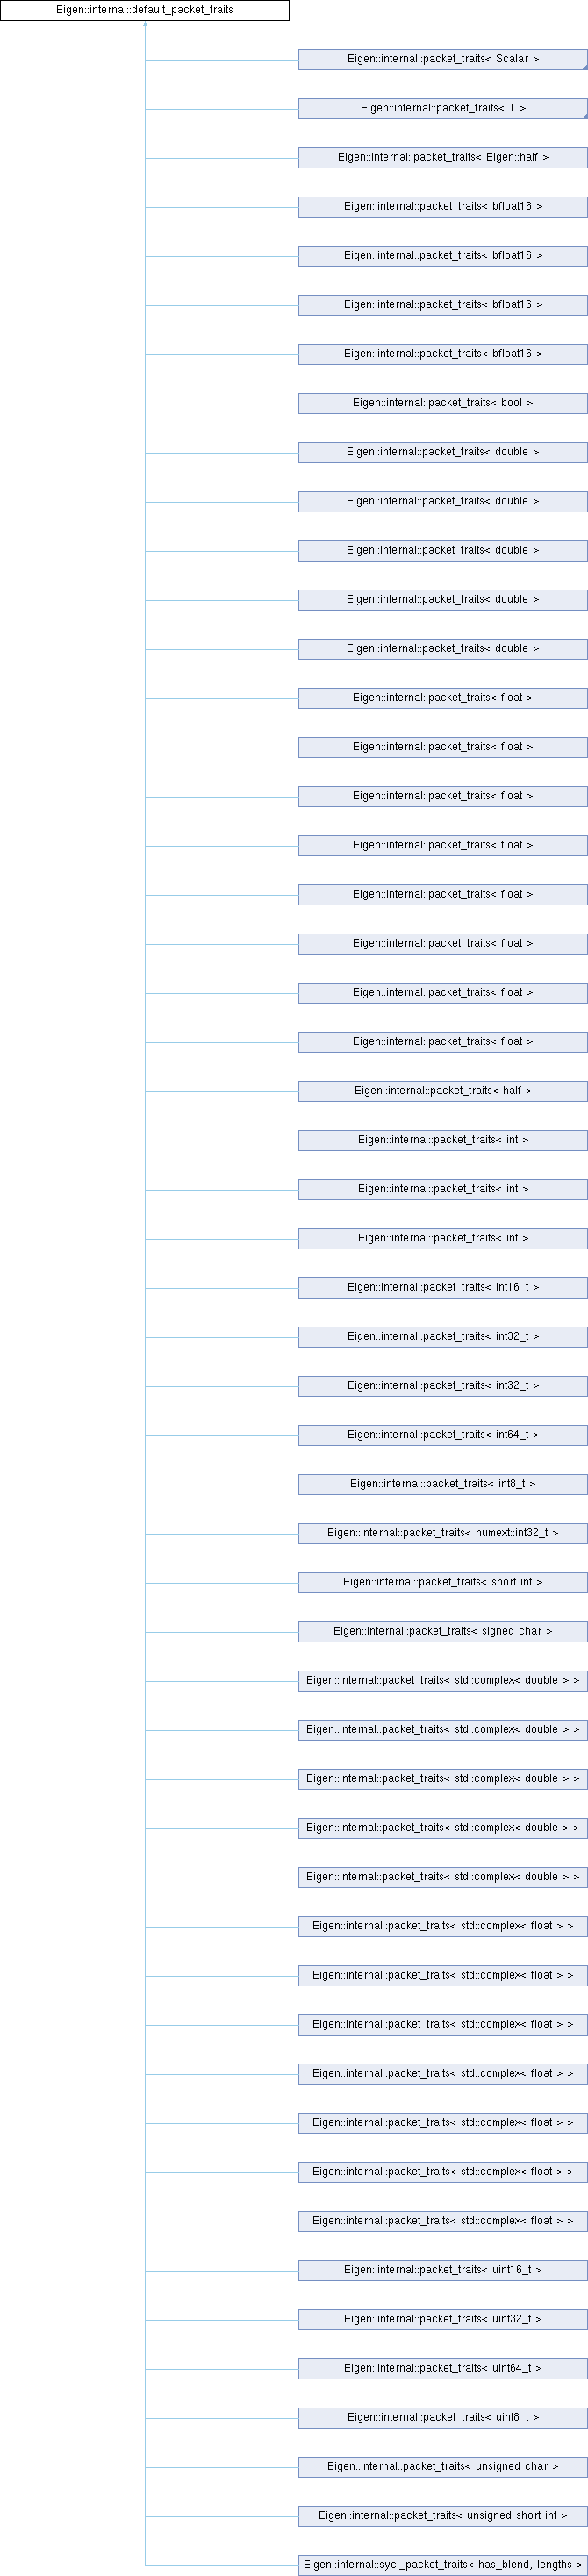 Eigen::internal::default_packet_traits
Eigen::internal::packet_traits< Scalar >
Eigen::internal::packet_traits< T >
Eigen::internal::packet_traits< Eigen::half >
Eigen::internal::packet_traits< bfloat16 >
Eigen::internal::packet_traits< bfloat16 >
Eigen::internal::packet_traits< bfloat16 >
Eigen::internal::packet_traits< bfloat16 >
Eigen::internal::packet_traits< bool >
Eigen::internal::packet_traits< double >
Eigen::internal::packet_traits< double >
Eigen::internal::packet_traits< double >
Eigen::internal::packet_traits< double >
Eigen::internal::packet_traits< double >
Eigen::internal::packet_traits< float >
Eigen::internal::packet_traits< float >
Eigen::internal::packet_traits< float >
Eigen::internal::packet_traits< float >
Eigen::internal::packet_traits< float >
Eigen::internal::packet_traits< float >
Eigen::internal::packet_traits< float >
Eigen::internal::packet_traits< float >
Eigen::internal::packet_traits< half >
Eigen::internal::packet_traits< int >
Eigen::internal::packet_traits< int >
Eigen::internal::packet_traits< int >
Eigen::internal::packet_traits< int16_t >
Eigen::internal::packet_traits< int32_t >
Eigen::internal::packet_traits< int32_t >
Eigen::internal::packet_traits< int64_t >
Eigen::internal::packet_traits< int8_t >
Eigen::internal::packet_traits< numext::int32_t >
Eigen::internal::packet_traits< short int >
Eigen::internal::packet_traits< signed char >
Eigen::internal::packet_traits< std::complex< double > >
Eigen::internal::packet_traits< std::complex< double > >
Eigen::internal::packet_traits< std::complex< double > >
Eigen::internal::packet_traits< std::complex< double > >
Eigen::internal::packet_traits< std::complex< double > >
Eigen::internal::packet_traits< std::complex< float > >
Eigen::internal::packet_traits< std::complex< float > >
Eigen::internal::packet_traits< std::complex< float > >
Eigen::internal::packet_traits< std::complex< float > >
Eigen::internal::packet_traits< std::complex< float > >
Eigen::internal::packet_traits< std::complex< float > >
Eigen::internal::packet_traits< std::complex< float > >
Eigen::internal::packet_traits< uint16_t >
Eigen::internal::packet_traits< uint32_t >
Eigen::internal::packet_traits< uint64_t >
Eigen::internal::packet_traits< uint8_t >
Eigen::internal::packet_traits< unsigned char >
Eigen::internal::packet_traits< unsigned short int >
Eigen::internal::sycl_packet_traits< has_blend, lengths >